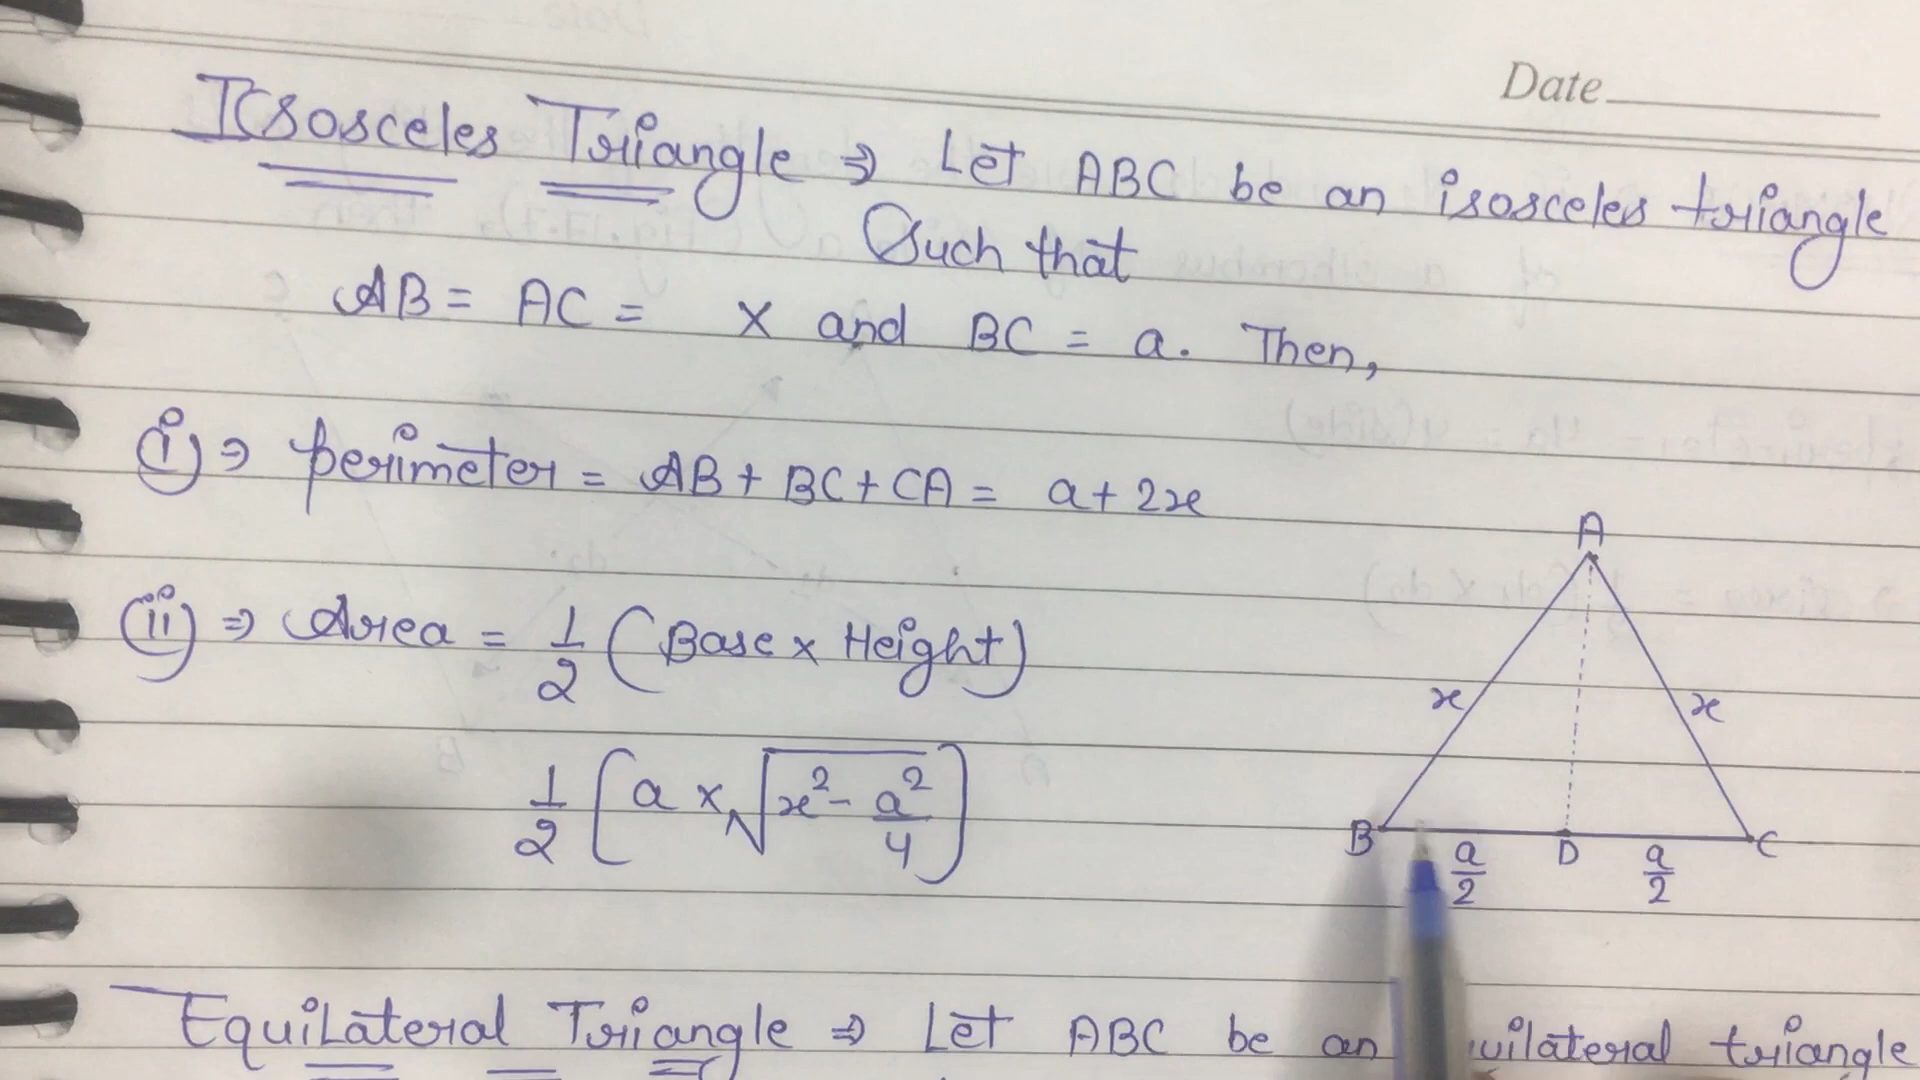 Date
Isosceles Triangle ⇒ Let ABC be an isosceles triangle
Such that
AB = AC = x and BC = a. Then,
(i) ⇒ perimeter = AB + BC + CA = a + 2x
(ii) ⇒ Area = 1/2 (Base × Height)
1/2 [a × √(x² - a²/4)]
A
x x
B a/2 D a/2 C
Equilateral Triangle ⇒ Let ABC be an uilateral triangle